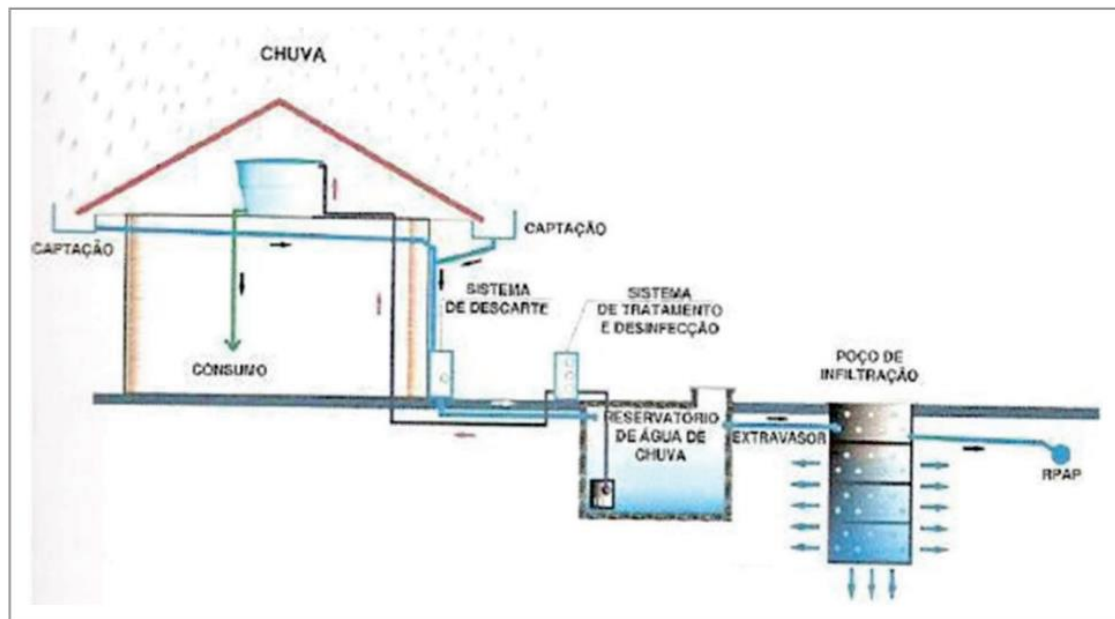 CHUVA
CAPTAÇÃO
CAPTAÇÃO
SISTEMA
DE DESCARTE
SISTEMA
DE TRATAMENTO
E DESINFECÇÃO
CONSUMO
POÇO DE
INFILTRAÇÃO
RESERVATÓRIO
DE ÁGUA DE
CHUVA
EXTRAVASOR
RPAP